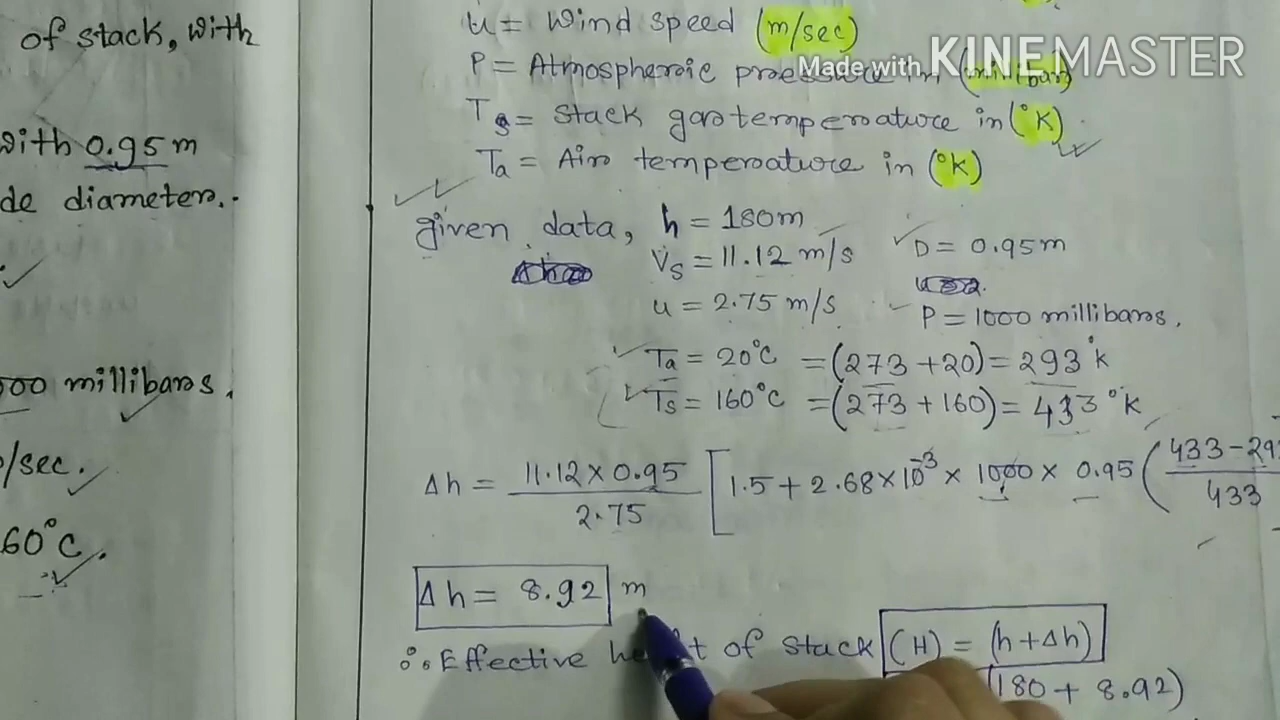 of stack, with
with 0.95 m
de diameter.
000 millibars.
/sec.
60°C.
u = Wind speed (m/sec)
P = Atmospheric pressure in (millibar)
Made with KINEMASTER
Ts = Stack gas temperature in (°K)
Ta = Air temperature in (°K)
given data, h = 180m
Vs = 11.12 m/s D = 0.95m
u = 2.75 m/s P = 1000 millibars.
Ta = 20°C = (273 + 20) = 293°K
Ts = 160°C = (273 + 160) = 433°K
Δh = 11.12 × 0.95 / 2.75 [1.5 + 2.68 × 10⁻³ × 1000 × 0.95 (433 - 29 / 433
Δh = 8.92 m
∴ Effective of stack (H) = (h + Δh)
(180 + 8.92)